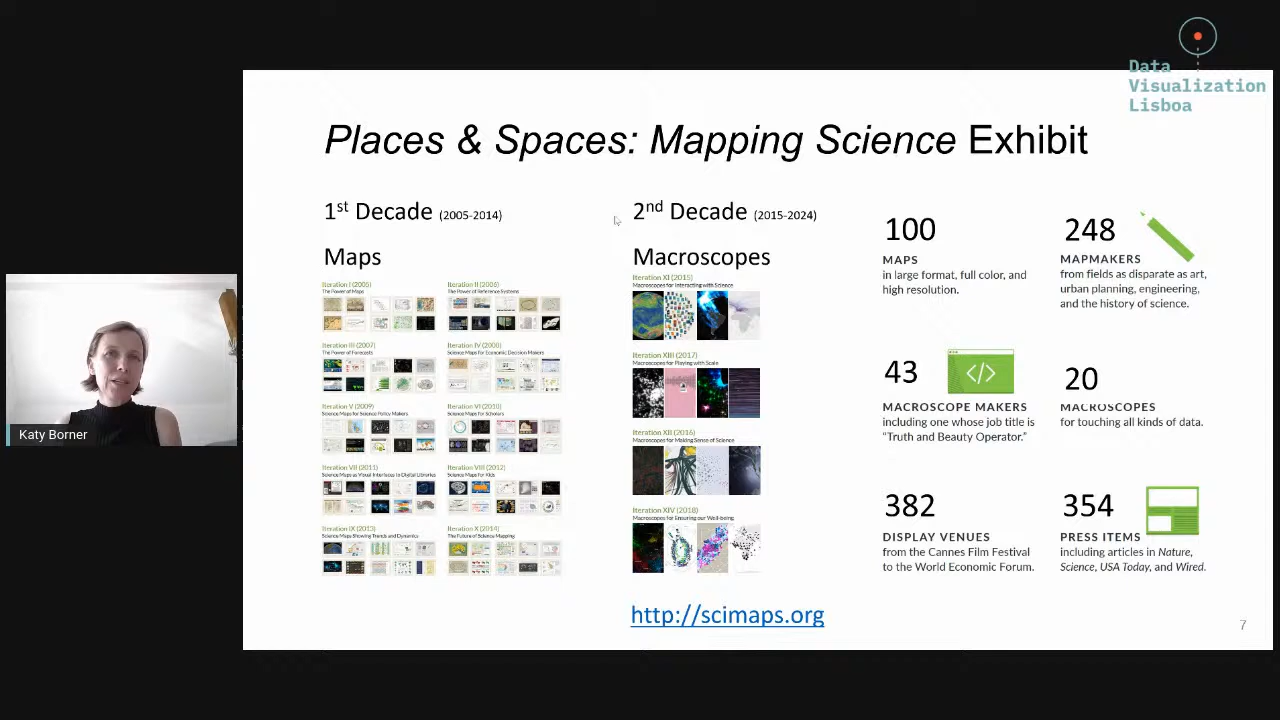 Data
Visualization
Lisboa
Places & Spaces: Mapping Science Exhibit
1st Decade (2005-2014)
Maps
Iteration I (2005)
The Power of Maps
Iteration II (2006)
The Power of Reference Systems
Iteration III (2007)
The Power of Forecasts
Iteration IV (2008)
Science Maps for Economic Decision Makers
Iteration V (2009)
Science Maps for Science Policy Makers
Iteration VI (2010)
Science Maps for Scholars
Iteration VII (2011)
Science Maps as Visual Interfaces to Digital Libraries
Iteration VIII (2012)
Science Maps for Kids
Iteration IX (2013)
Science Maps Showing Trends and Dynamics
Iteration X (2014)
The Future of Science Mapping
2nd Decade (2015-2024)
Macroscopes
Iteration XI (2015)
Macroscopes for Interacting with Science
Iteration XIII (2017)
Macroscopes for Playing with Scale
Iteration XII (2016)
Macroscopes for Making Sense of Science
Iteration XIV (2018)
Macroscopes for Ensuring our Well-being
100
MAPS
in large format, full color, and
high resolution.
248
MAPMAKERS
from fields as disparate as art,
urban planning, engineering,
and the history of science.
43
</>
MACROSCOPE MAKERS
including one whose job title is
“Truth and Beauty Operator.”
20
MACROSCOPES
for touching all kinds of data.
382
DISPLAY VENUES
from the Cannes Film Festival
to the World Economic Forum.
354
PRESS ITEMS
including articles in Nature,
Science, USA Today, and Wired.
http://scimaps.org
7
Katy Borner